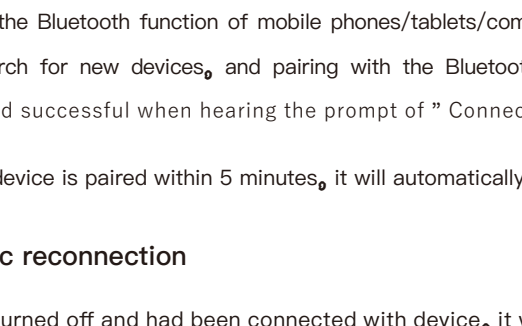 the Bluetooth function of mobile phones/tablets/com
rch for new devices, and pairing with the Bluetoot
d successful when hearing the prompt of ” Connec
device is paired within 5 minutes, it will automatically
c reconnection
urned off and had been connected with device, it w